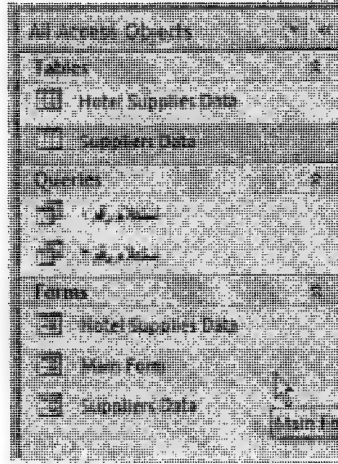 All Access Objects
Tables
Hotel Supplies Data
Suppliers Data
Queries
Forms
Hotel Supplies Data
Main Form
Suppliers Data